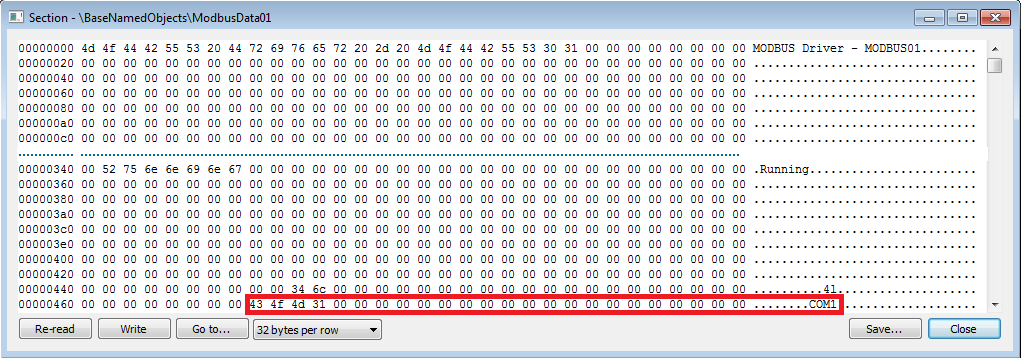 Section - \BaseNamedObjects\ModbusData01
00000000 4d 4f 44 42 55 53 20 44 72 69 76 65 72 20 2d 20 4d 4f 44 42 55 53 30 31 00 00 00 00 00 00 00 00 MODBUS Driver - MODBUS01........
00000020 00 00 00 00 00 00 00 00 00 00 00 00 00 00 00 00 00 00 00 00 00 00 00 00 00 00 00 00 00 00 00 00 ................................
00000040 00 00 00 00 00 00 00 00 00 00 00 00 00 00 00 00 00 00 00 00 00 00 00 00 00 00 00 00 00 00 00 00 ................................
00000060 00 00 00 00 00 00 00 00 00 00 00 00 00 00 00 00 00 00 00 00 00 00 00 00 00 00 00 00 00 00 00 00 ................................
00000080 00 00 00 00 00 00 00 00 00 00 00 00 00 00 00 00 00 00 00 00 00 00 00 00 00 00 00 00 00 00 00 00 ................................
000000a0 00 00 00 00 00 00 00 00 00 00 00 00 00 00 00 00 00 00 00 00 00 00 00 00 00 00 00 00 00 00 00 00 ................................
000000c0 00 00 00 00 00 00 00 00 00 00 00 00 00 00 00 00 00 00 00 00 00 00 00 00 00 00 00 00 00 00 00 00 ................................
00000340 00 52 75 6e 6e 69 6e 67 00 00 00 00 00 00 00 00 00 00 00 00 00 00 00 00 00 00 00 00 00 00 00 00 .Running........................
00000360 00 00 00 00 00 00 00 00 00 00 00 00 00 00 00 00 00 00 00 00 00 00 00 00 00 00 00 00 00 00 00 00 ................................
00000380 00 00 00 00 00 00 00 00 00 00 00 00 00 00 00 00 00 00 00 00 00 00 00 00 00 00 00 00 00 00 00 00 ................................
000003a0 00 00 00 00 00 00 00 00 00 00 00 00 00 00 00 00 00 00 00 00 00 00 00 00 00 00 00 00 00 00 00 00 ................................
000003c0 00 00 00 00 00 00 00 00 00 00 00 00 00 00 00 00 00 00 00 00 00 00 00 00 00 00 00 00 00 00 00 00 ................................
000003e0 00 00 00 00 00 00 00 00 00 00 00 00 00 00 00 00 00 00 00 00 00 00 00 00 00 00 00 00 00 00 00 00 ................................
00000400 00 00 00 00 00 00 00 00 00 00 00 00 00 00 00 00 00 00 00 00 00 00 00 00 00 00 00 00 00 00 00 00 ................................
00000420 00 00 00 00 00 00 00 00 00 00 00 00 00 00 00 00 00 00 00 00 00 00 00 00 00 00 00 00 00 00 00 00 ................................
00000440 00 00 00 00 00 00 00 00 00 00 34 6c 00 00 00 00 00 00 00 00 00 00 00 00 00 00 00 00 00 00 00 00 ..........4l....................
00000460 00 00 00 00 00 00 00 00 43 4f 4d 31 00 00 00 00 00 00 00 00 00 00 00 00 00 00 00 00 00 00 00 00 ........COM1....................
Re-read Write Go to... 32 bytes per row Save... Close